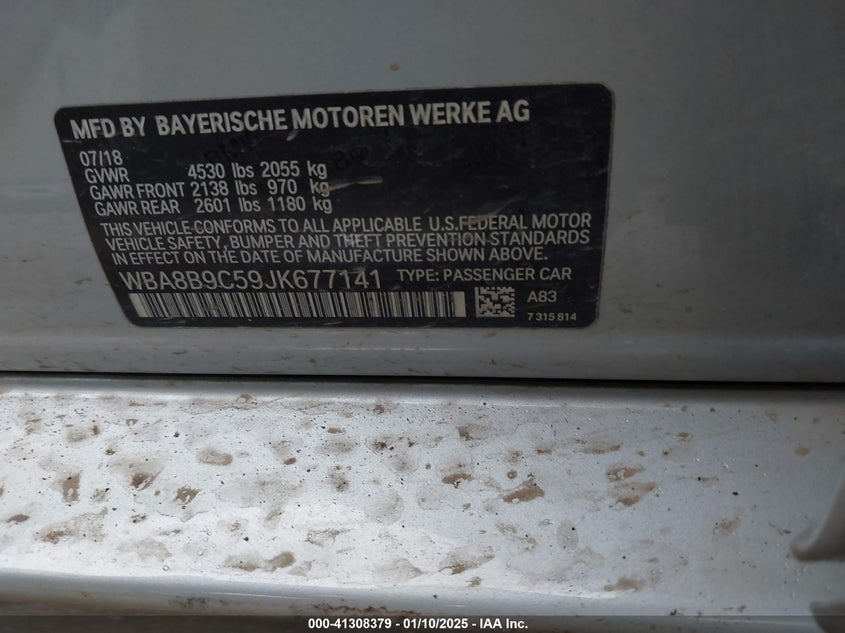 MFD BY BAYERISCHE MOTOREN WERKE AG
07/18
GVWR 4530 lbs 2055 kg
GAWR FRONT 2138 lbs 970 kg
GAWR REAR 2601 lbs 1180 kg
THIS VEHICLE CONFORMS TO ALL APPLICABLE U.S.FEDERAL MOTOR
VEHICLE SAFETY, BUMPER AND THEFT PREVENTION STANDARDS
IN EFFECT ON THE DATE OF MANUFACTURE SHOWN ABOVE.
WBA8B9C59JK677141 TYPE: PASSENGER CAR
A83
7 315 814
000-41308379 — 01/10/2025 — IAA Inc.